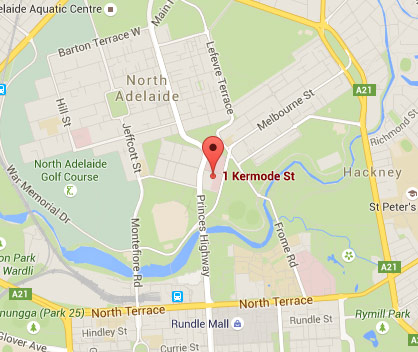 elaide Aquatic Centre
Main
Barton Terrace W
Lefevre Terrace
North
Adelaide
A21
Melbourne St
Hill St
Jeffcott St
Richmond St
North Adelaide
Golf Course
1 Kermode St
Hackney
War Memorial Dr
St Peter's
Princes Highway
Montefiore Rd
Frome Rd
on Park
Wardli
A21
A21
North Terrace
North Terrace
nungga (Park 25)
Rundle Mall
Rymill Park
Hindley St
Glover Ave
Currie St